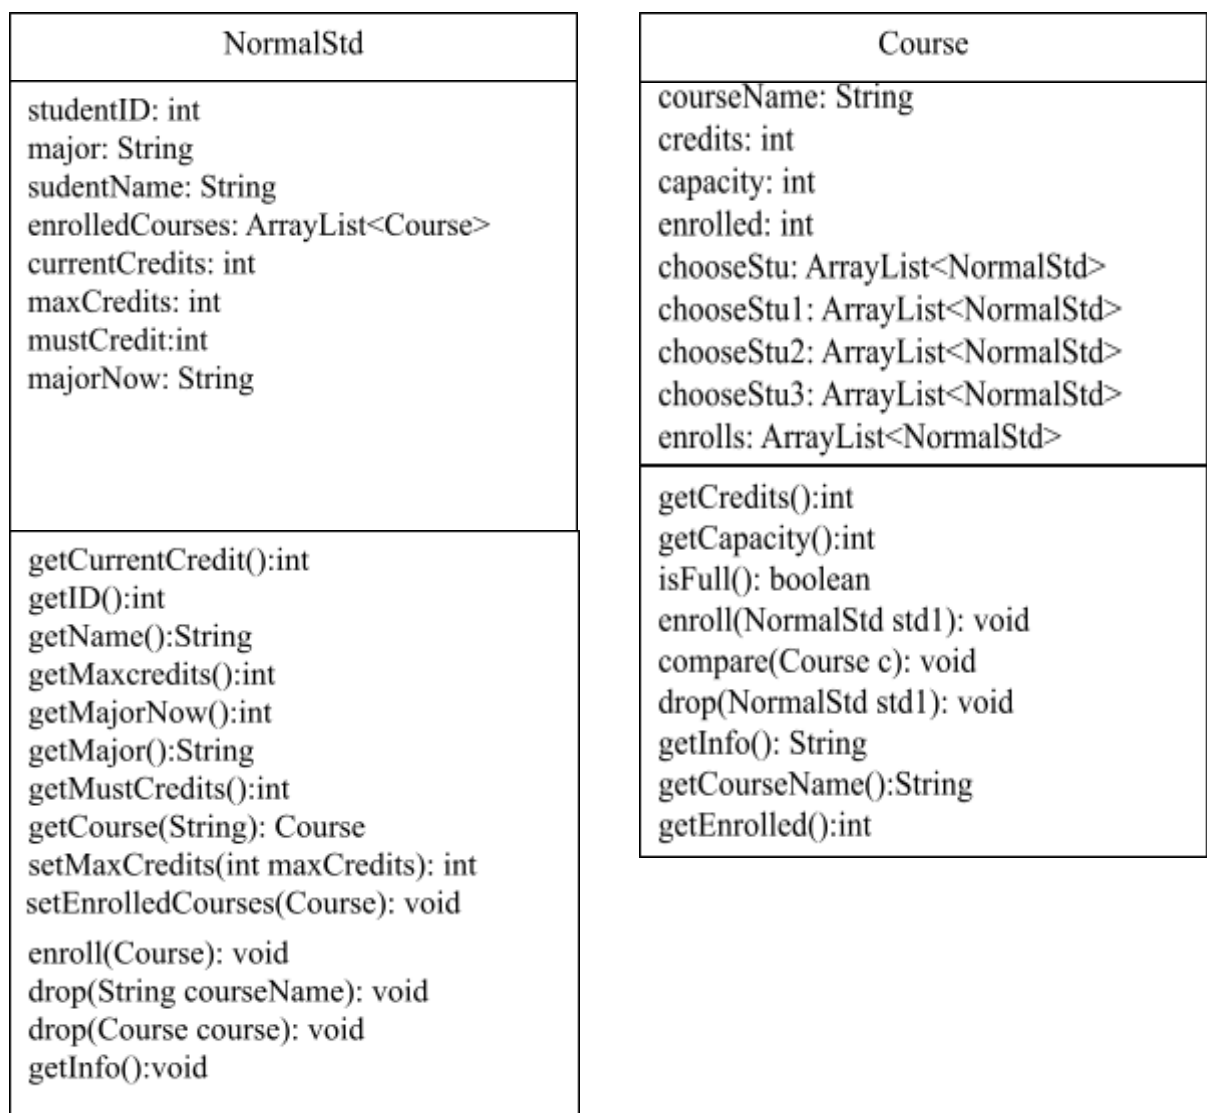 NormalStd
studentID: int
major: String
sudentName: String
enrolledCourses: ArrayList<Course>
currentCredits: int
maxCredits: int
mustCredit:int
majorNow: String
getCurrentCredit():int
getID():int
getName():String
getMaxcredits():int
getMajorNow():int
getMajor():String
getMustCredits():int
getCourse(String): Course
setMaxCredits(int maxCredits): int
setEnrolledCourses(Course): void
enroll(Course): void
drop(String courseName): void
drop(Course course): void
getInfo():void
Course
courseName: String
credits: int
capacity: int
enrolled: int
chooseStu: ArrayList<NormalStd>
chooseStu1: ArrayList<NormalStd>
chooseStu2: ArrayList<NormalStd>
chooseStu3: ArrayList<NormalStd>
enrolls: ArrayList<NormalStd>
getCredits():int
getCapacity():int
isFull(): boolean
enroll(NormalStd std1): void
compare(Course c): void
drop(NormalStd std1): void
getInfo(): String
getCourseName():String
getEnrolled():int